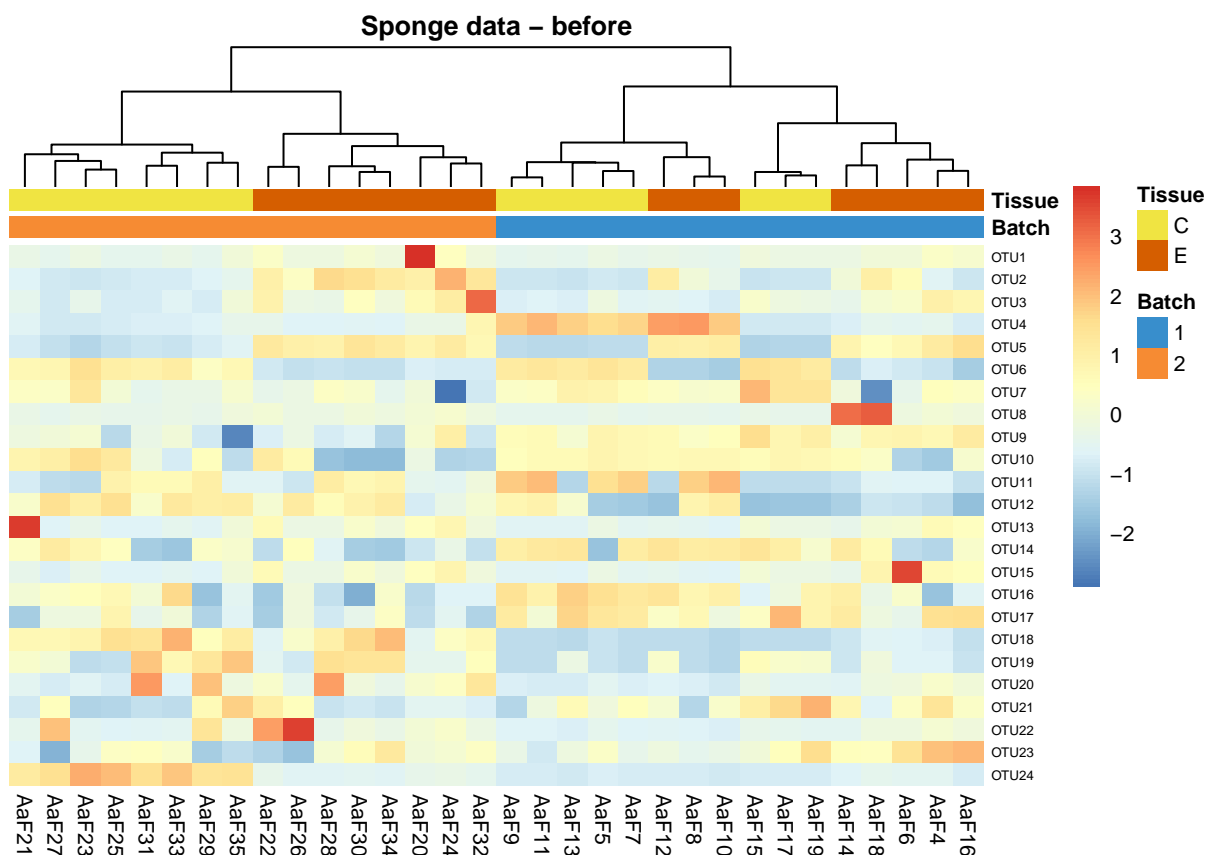 Sponge data – before
Tissue
Batch
OTU1
OTU2
OTU3
OTU4
OTU5
OTU6
OTU7
OTU8
OTU9
OTU10
OTU11
OTU12
OTU13
OTU14
OTU15
OTU16
OTU17
OTU18
OTU19
OTU20
OTU21
OTU22
OTU23
OTU24
AaF21
AaF27
AaF23
AaF25
AaF31
AaF33
AaF29
AaF35
AaF22
AaF26
AaF28
AaF30
AaF34
AaF20
AaF24
AaF32
AaF9
AaF11
AaF13
AaF5
AaF7
AaF12
AaF8
AaF10
AaF15
AaF17
AaF19
AaF14
AaF18
AaF6
AaF4
AaF16
3
2
1
0
−1
−2
Tissue
C
E
Batch
1
2